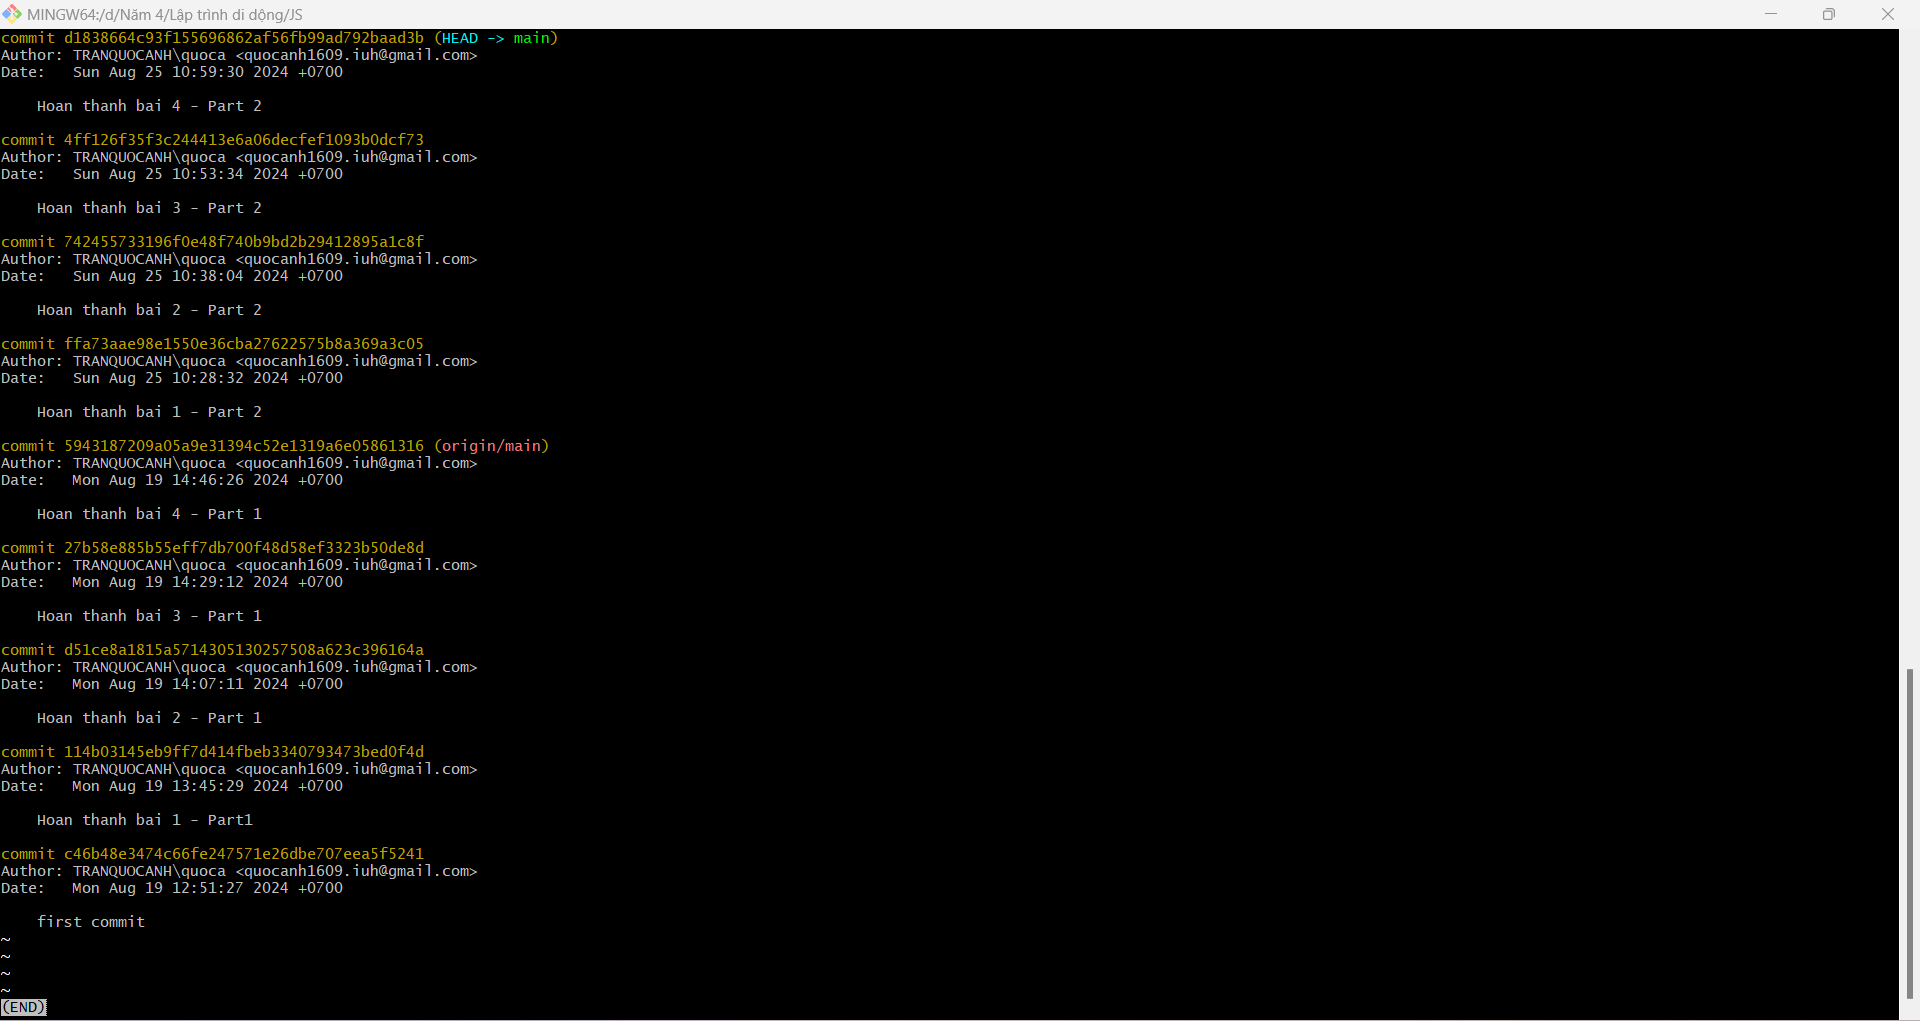 MINGW64:/d/Năm 4/Lập trình di động/JS
commit d1838664c93f155696862af56fb99ad792baad3b (HEAD -> main)
Author: TRANQUOCANH\quoca <quocanh1609.iuh@gmail.com>
Date:   Sun Aug 25 10:59:30 2024 +0700
    Hoan thanh bai 4 - Part 2
commit 4ff126f35f3c244413e6a06decfef1093b0dcf73
Author: TRANQUOCANH\quoca <quocanh1609.iuh@gmail.com>
Date:   Sun Aug 25 10:53:34 2024 +0700
    Hoan thanh bai 3 - Part 2
commit 742455733196f0e48f740b9bd2b29412895a1c8f
Author: TRANQUOCANH\quoca <quocanh1609.iuh@gmail.com>
Date:   Sun Aug 25 10:38:04 2024 +0700
    Hoan thanh bai 2 - Part 2
commit ffa73aae98e1550e36cba27622575b8a369a3c05
Author: TRANQUOCANH\quoca <quocanh1609.iuh@gmail.com>
Date:   Sun Aug 25 10:28:32 2024 +0700
    Hoan thanh bai 1 - Part 2
commit 5943187209a05a9e31394c52e1319a6e05861316 (origin/main)
Author: TRANQUOCANH\quoca <quocanh1609.iuh@gmail.com>
Date:   Mon Aug 19 14:46:26 2024 +0700
    Hoan thanh bai 4 - Part 1
commit 27b58e885b55eff7db700f48d58ef3323b50de8d
Author: TRANQUOCANH\quoca <quocanh1609.iuh@gmail.com>
Date:   Mon Aug 19 14:29:12 2024 +0700
    Hoan thanh bai 3 - Part 1
commit d51ce8a1815a5714305130257508a623c396164a
Author: TRANQUOCANH\quoca <quocanh1609.iuh@gmail.com>
Date:   Mon Aug 19 14:07:11 2024 +0700
    Hoan thanh bai 2 - Part 1
commit 114b03145eb9ff7d414fbeb3340793473bed0f4d
Author: TRANQUOCANH\quoca <quocanh1609.iuh@gmail.com>
Date:   Mon Aug 19 13:45:29 2024 +0700
    Hoan thanh bai 1 - Part1
commit c46b48e3474c66fe247571e26dbe707eea5f5241
Author: TRANQUOCANH\quoca <quocanh1609.iuh@gmail.com>
Date:   Mon Aug 19 12:51:27 2024 +0700
    first commit
~
~
~
~
(END)